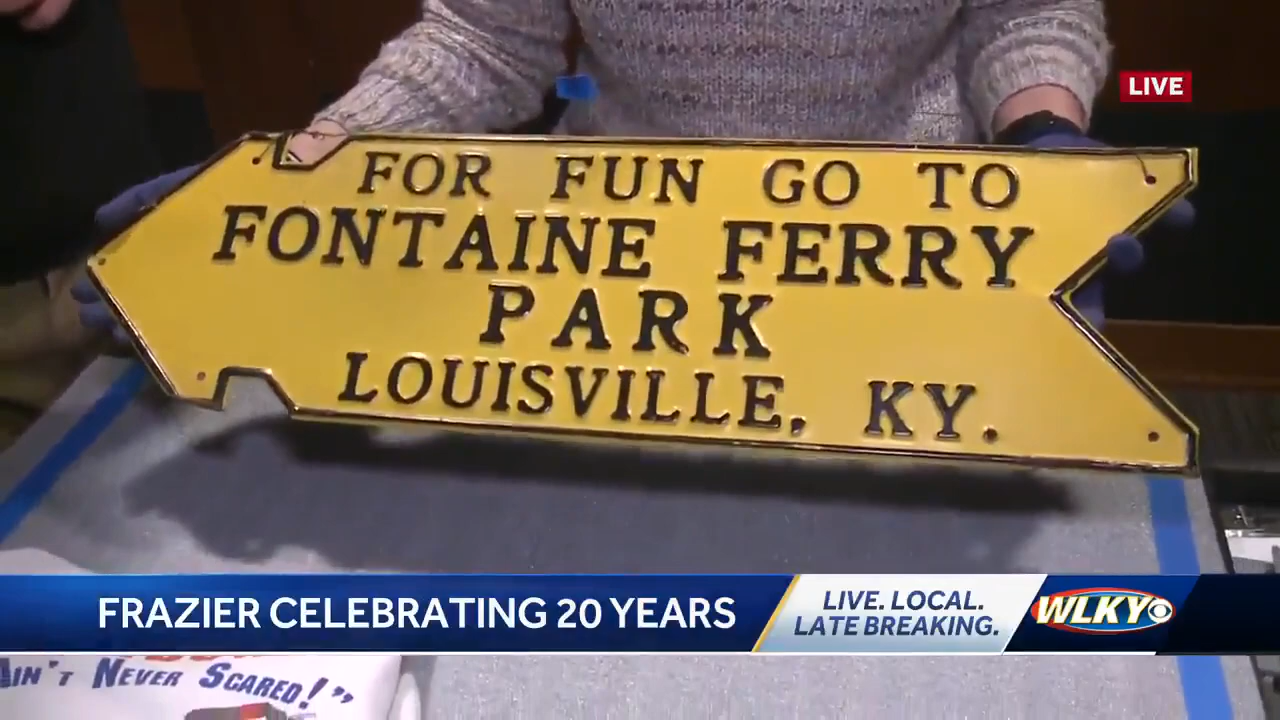 LIVE
FOR FUN GO TO
FONTAINE FERRY
PARK
LOUISVILLE, KY.
FRAZIER CELEBRATING 20 YEARS
LIVE. LOCAL.
LATE BREAKING.
WLKY
AIN'T NEVER SCARED!"